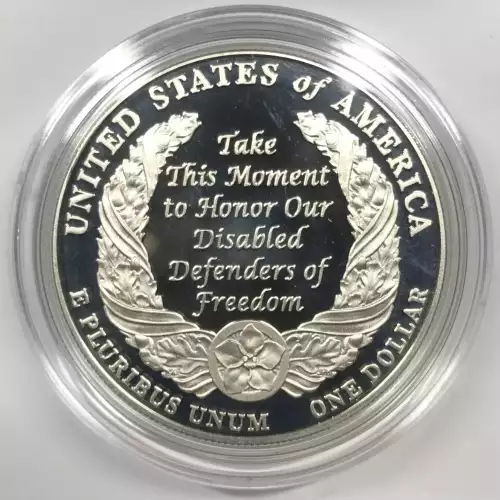 UNITED STATES of AMERICA
Take
This Moment
to Honor Our
Disabled
Defenders of
Freedom
E PLURIBUS UNUM
ONE DOLLAR